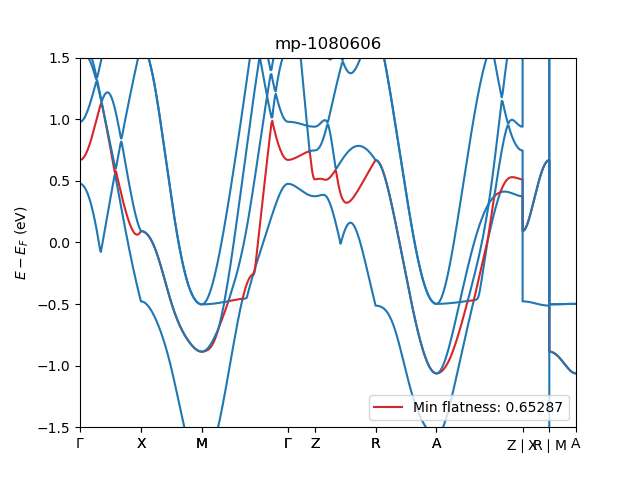 mp-1080606
E − E_F (eV)
1.5
1.0
0.5
0.0
−0.5
−1.0
−1.5
Min flatness: 0.65287
Γ X M Γ Z R A Z | X R | M A